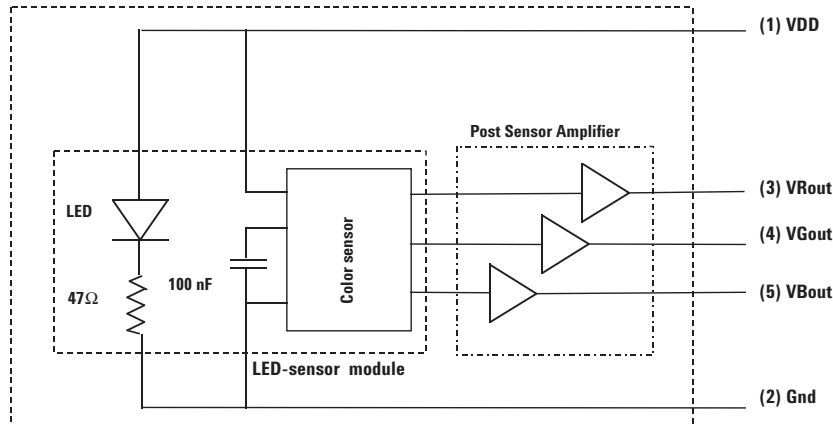 (1) VDD
Post Sensor Amplifier
(3) VRout
LED
(4) VGout
Color sensor
100 nF
47Ω
(5) VBout
LED-sensor module
(2) Gnd